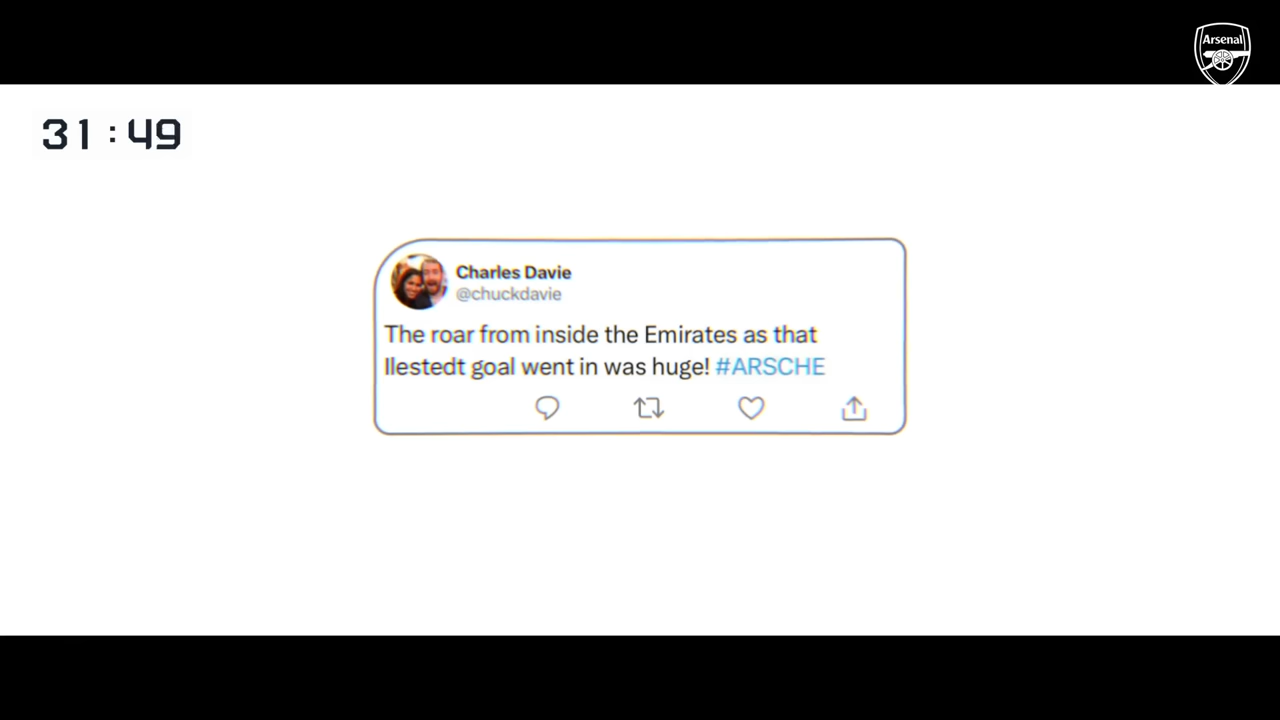 Arsenal
31:49
Charles Davie
@chuckdavie
The roar from inside the Emirates as that
Ilestedt goal went in was huge! #ARSCHE